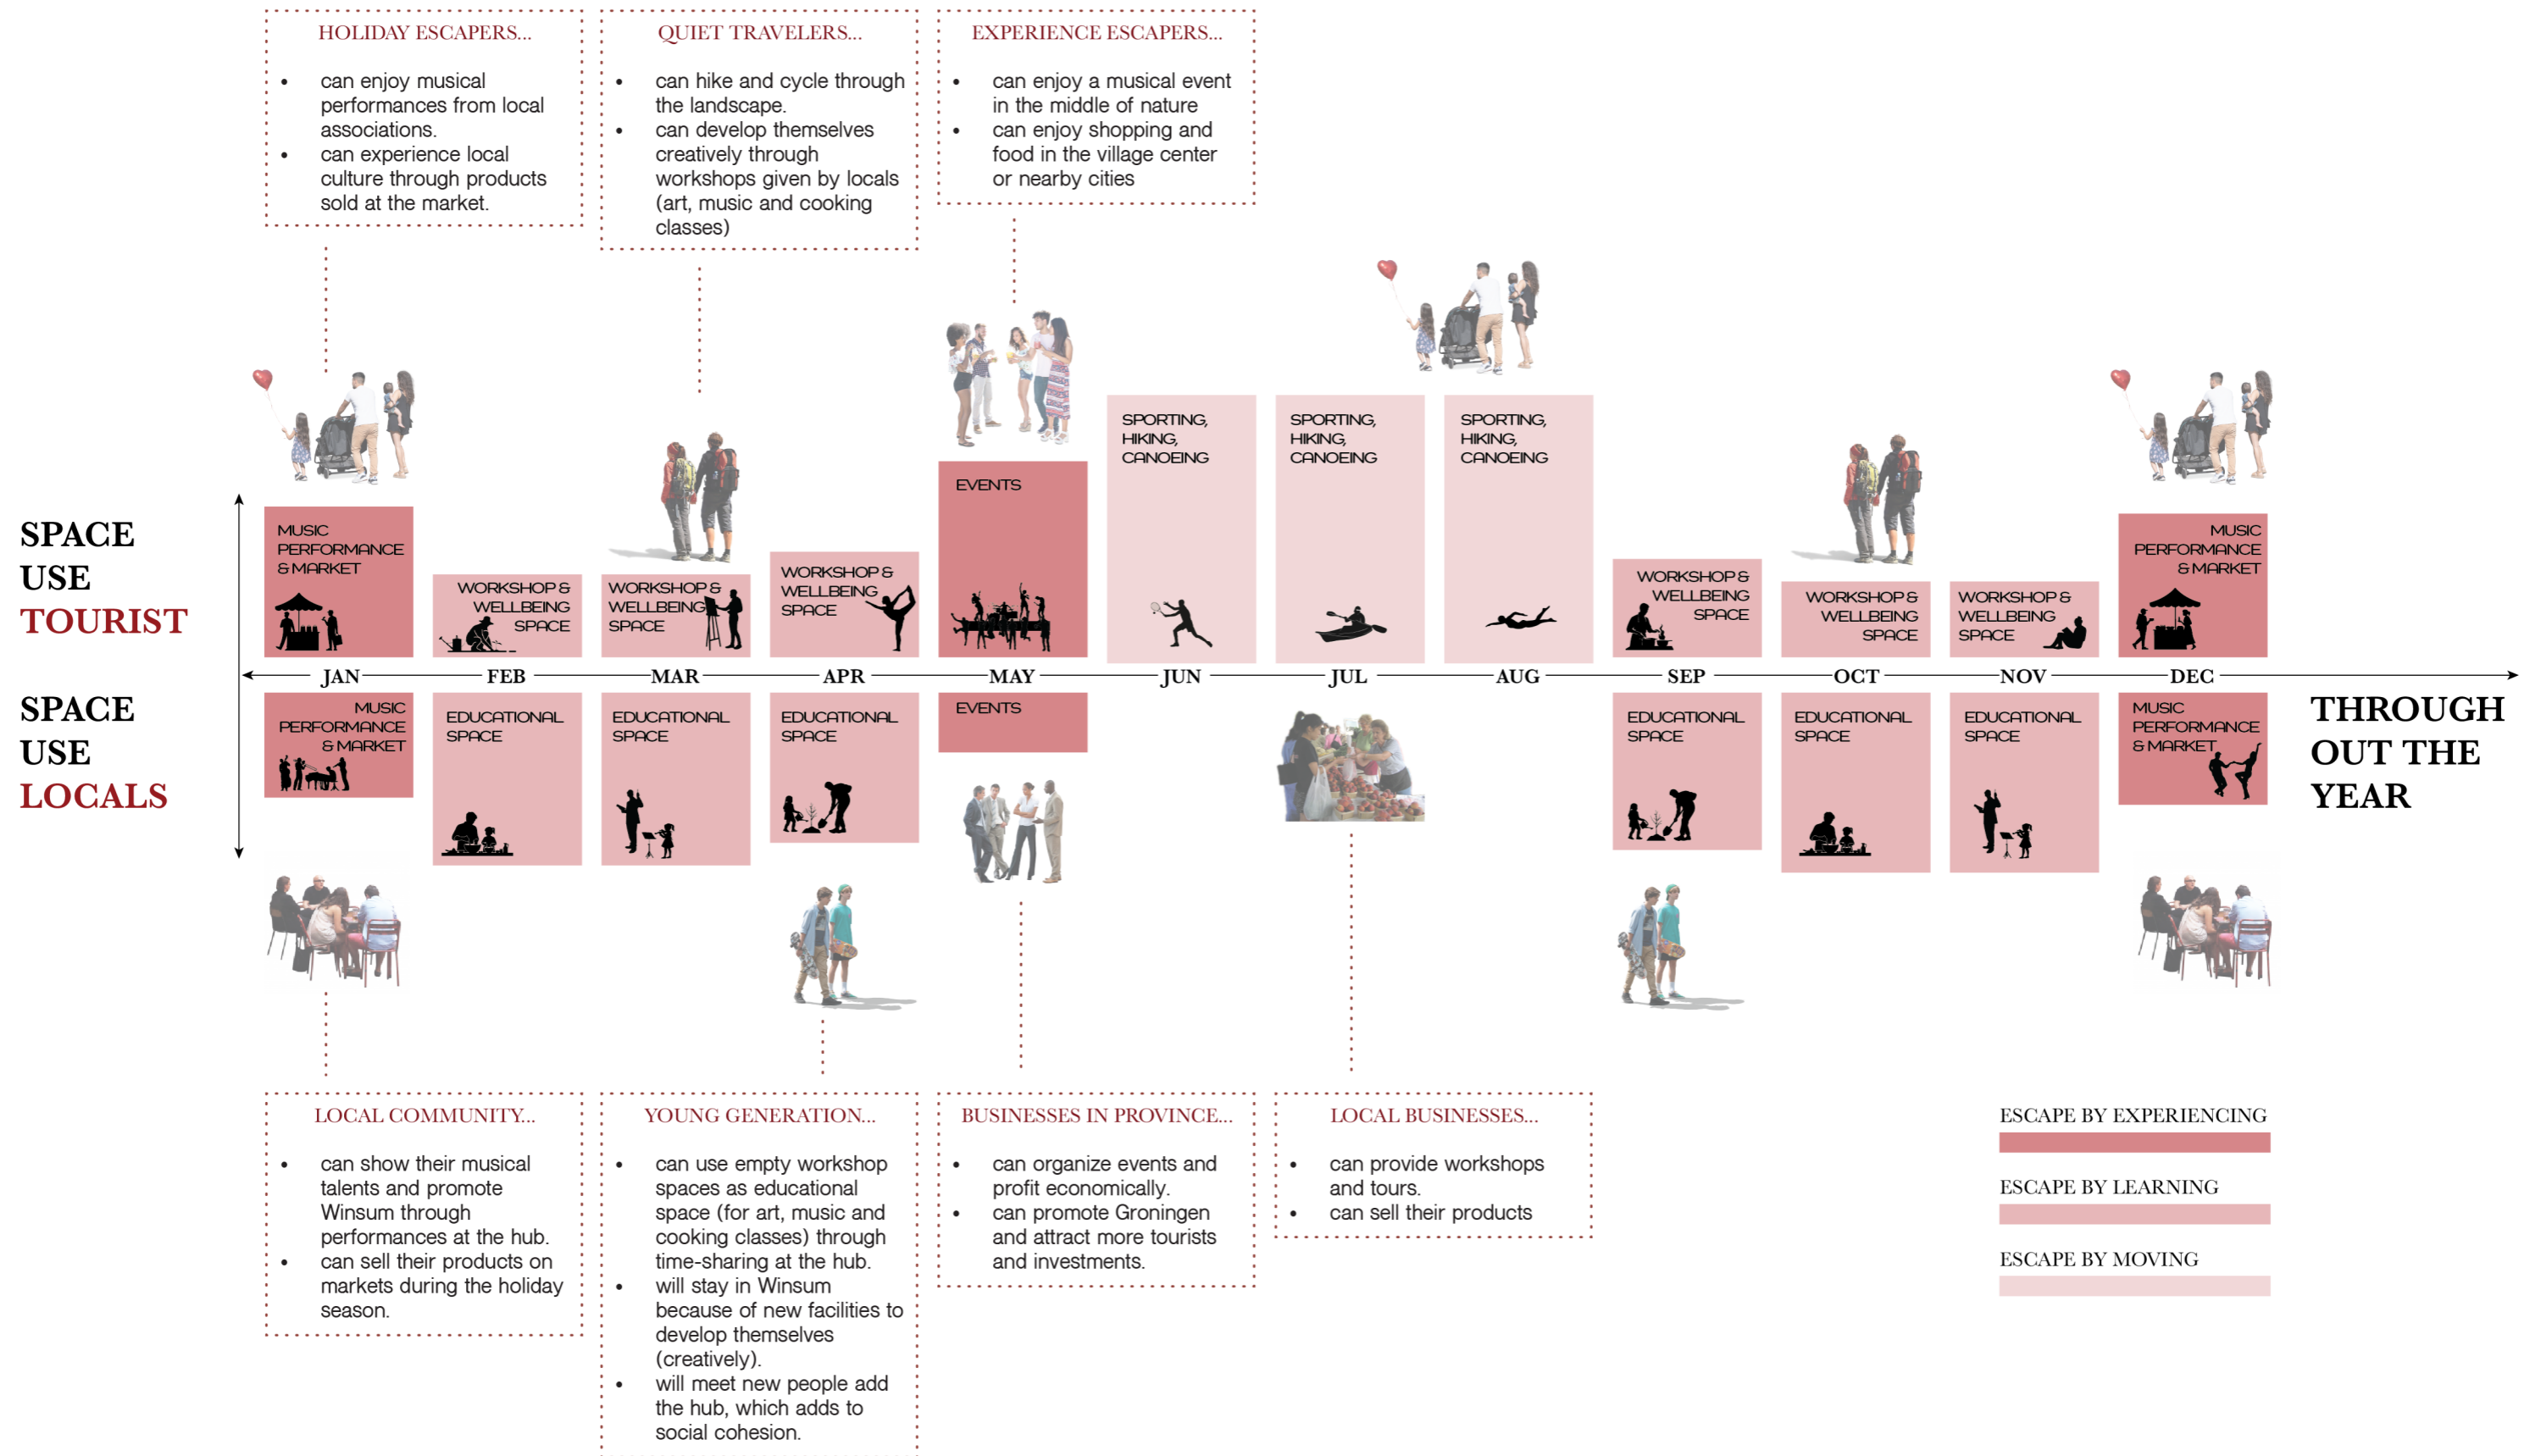 HOLIDAY ESCAPERS...
• can enjoy musical
performances from local
associations.
• can experience local
culture through products
sold at the market.
QUIET TRAVELERS...
• can hike and cycle through
the landscape.
• can develop themselves
creatively through
workshops given by locals
(art, music and cooking
classes)
EXPERIENCE ESCAPERS...
• can enjoy a musical event
in the middle of nature
• can enjoy shopping and
food in the village center
or nearby cities
SPACE
USE
TOURIST
MUSIC
PERFORMANCE
& MARKET
WORKSHOP &
WELLBEING
SPACE
WORKSHOP &
WELLBEING
SPACE
WORKSHOP &
WELLBEING
SPACE
EVENTS
SPORTING,
HIKING,
CANOEING
SPORTING,
HIKING,
CANOEING
SPORTING,
HIKING,
CANOEING
WORKSHOP &
WELLBEING
SPACE
WORKSHOP &
WELLBEING
SPACE
WORKSHOP &
WELLBEING
SPACE
MUSIC
PERFORMANCE
& MARKET
JAN FEB MAR APR MAY JUN JUL AUG SEP OCT NOV DEC
SPACE
USE
LOCALS
MUSIC
PERFORMANCE
& MARKET
EDUCATIONAL
SPACE
EDUCATIONAL
SPACE
EDUCATIONAL
SPACE
EVENTS
EDUCATIONAL
SPACE
EDUCATIONAL
SPACE
EDUCATIONAL
SPACE
MUSIC
PERFORMANCE
& MARKET
THROUGH
OUT THE
YEAR
LOCAL COMMUNITY...
• can show their musical
talents and promote
Winsum through
performances at the hub.
• can sell their products on
markets during the holiday
season.
YOUNG GENERATION...
• can use empty workshop
spaces as educational
space (for art, music and
cooking classes) through
time-sharing at the hub.
• will stay in Winsum
because of new facilities to
develop themselves
(creatively).
• will meet new people add
the hub, which adds to
social cohesion.
BUSINESSES IN PROVINCE...
• can organize events and
profit economically.
• can promote Groningen
and attract more tourists
and investments.
LOCAL BUSINESSES...
• can provide workshops
and tours.
• can sell their products
ESCAPE BY EXPERIENCING
ESCAPE BY LEARNING
ESCAPE BY MOVING